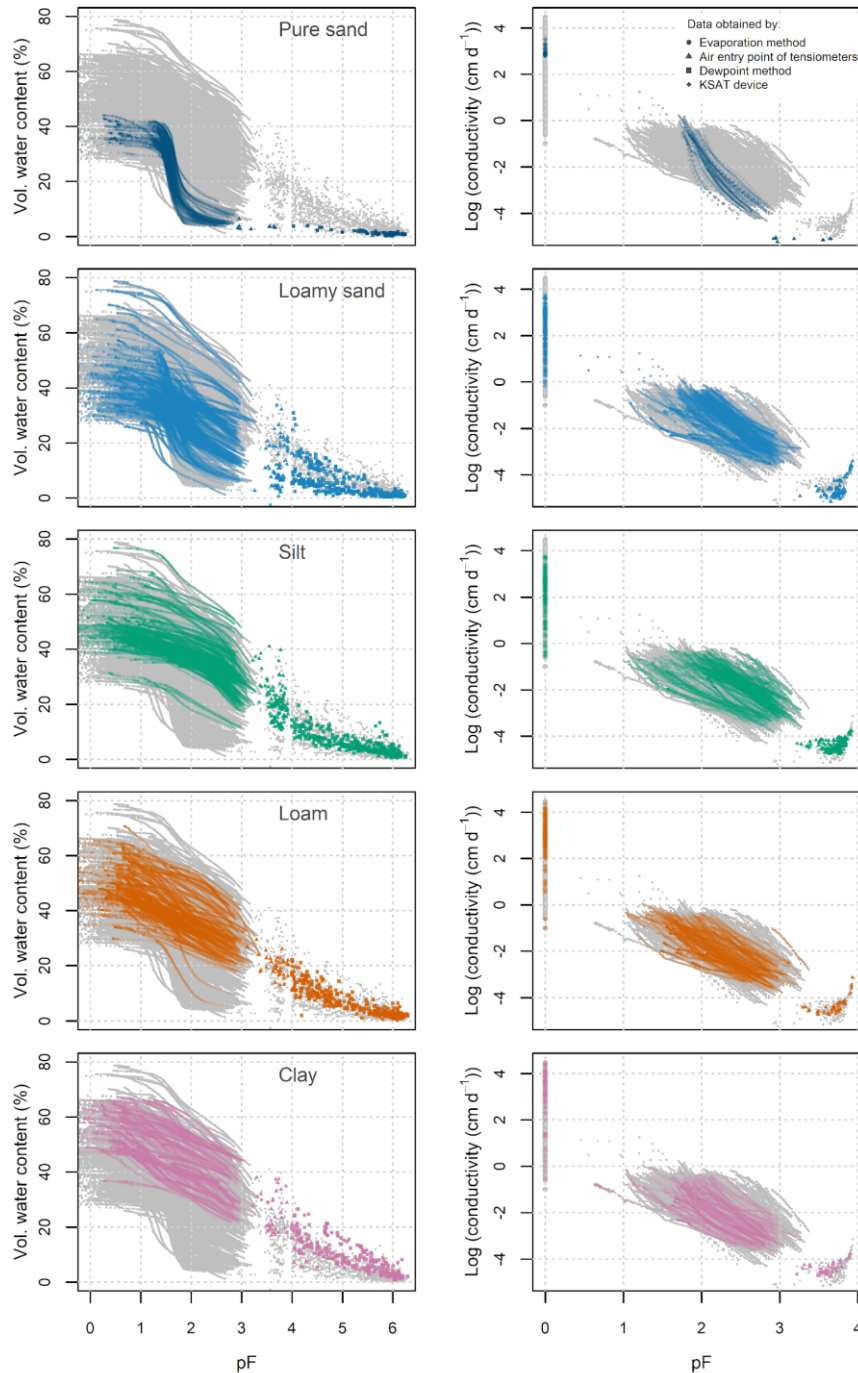 Pure sand
Vol. water content (%)
80
60
40
20
0
Log (conductivity (cm d⁻¹))
4
2
0
-2
-4
Data obtained by:
Evaporation method
Air entry point of tensiometers
Dewpoint method
KSAT device
Loamy sand
Vol. water content (%)
80
60
40
20
0
Log (conductivity (cm d⁻¹))
4
2
0
-2
-4
Silt
Vol. water content (%)
80
60
40
20
0
Log (conductivity (cm d⁻¹))
4
2
0
-2
-4
Loam
Vol. water content (%)
80
60
40
20
0
Log (conductivity (cm d⁻¹))
4
2
0
-2
-4
Clay
Vol. water content (%)
80
60
40
20
0
Log (conductivity (cm d⁻¹))
4
2
0
-2
-4
0 1 2 3 4 5 6
pF
0 1 2 3 4
pF